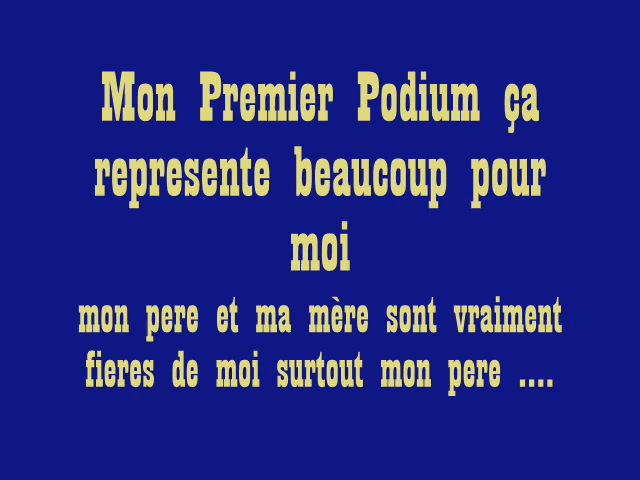 Mon Premier Podium ça
represente beaucoup pour
moi
mon pere et ma mère sont vraiment
fieres de moi surtout mon pere ....